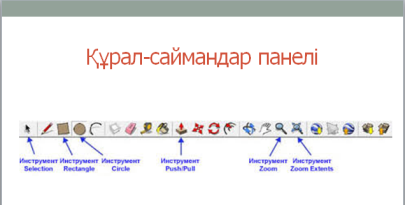 Құрал-саймандар панелі
Инструмент Selection
Инструмент Rectangle
Инструмент Circle
Инструмент Push/Pull
Инструмент Zoom
Инструмент Zoom Extents